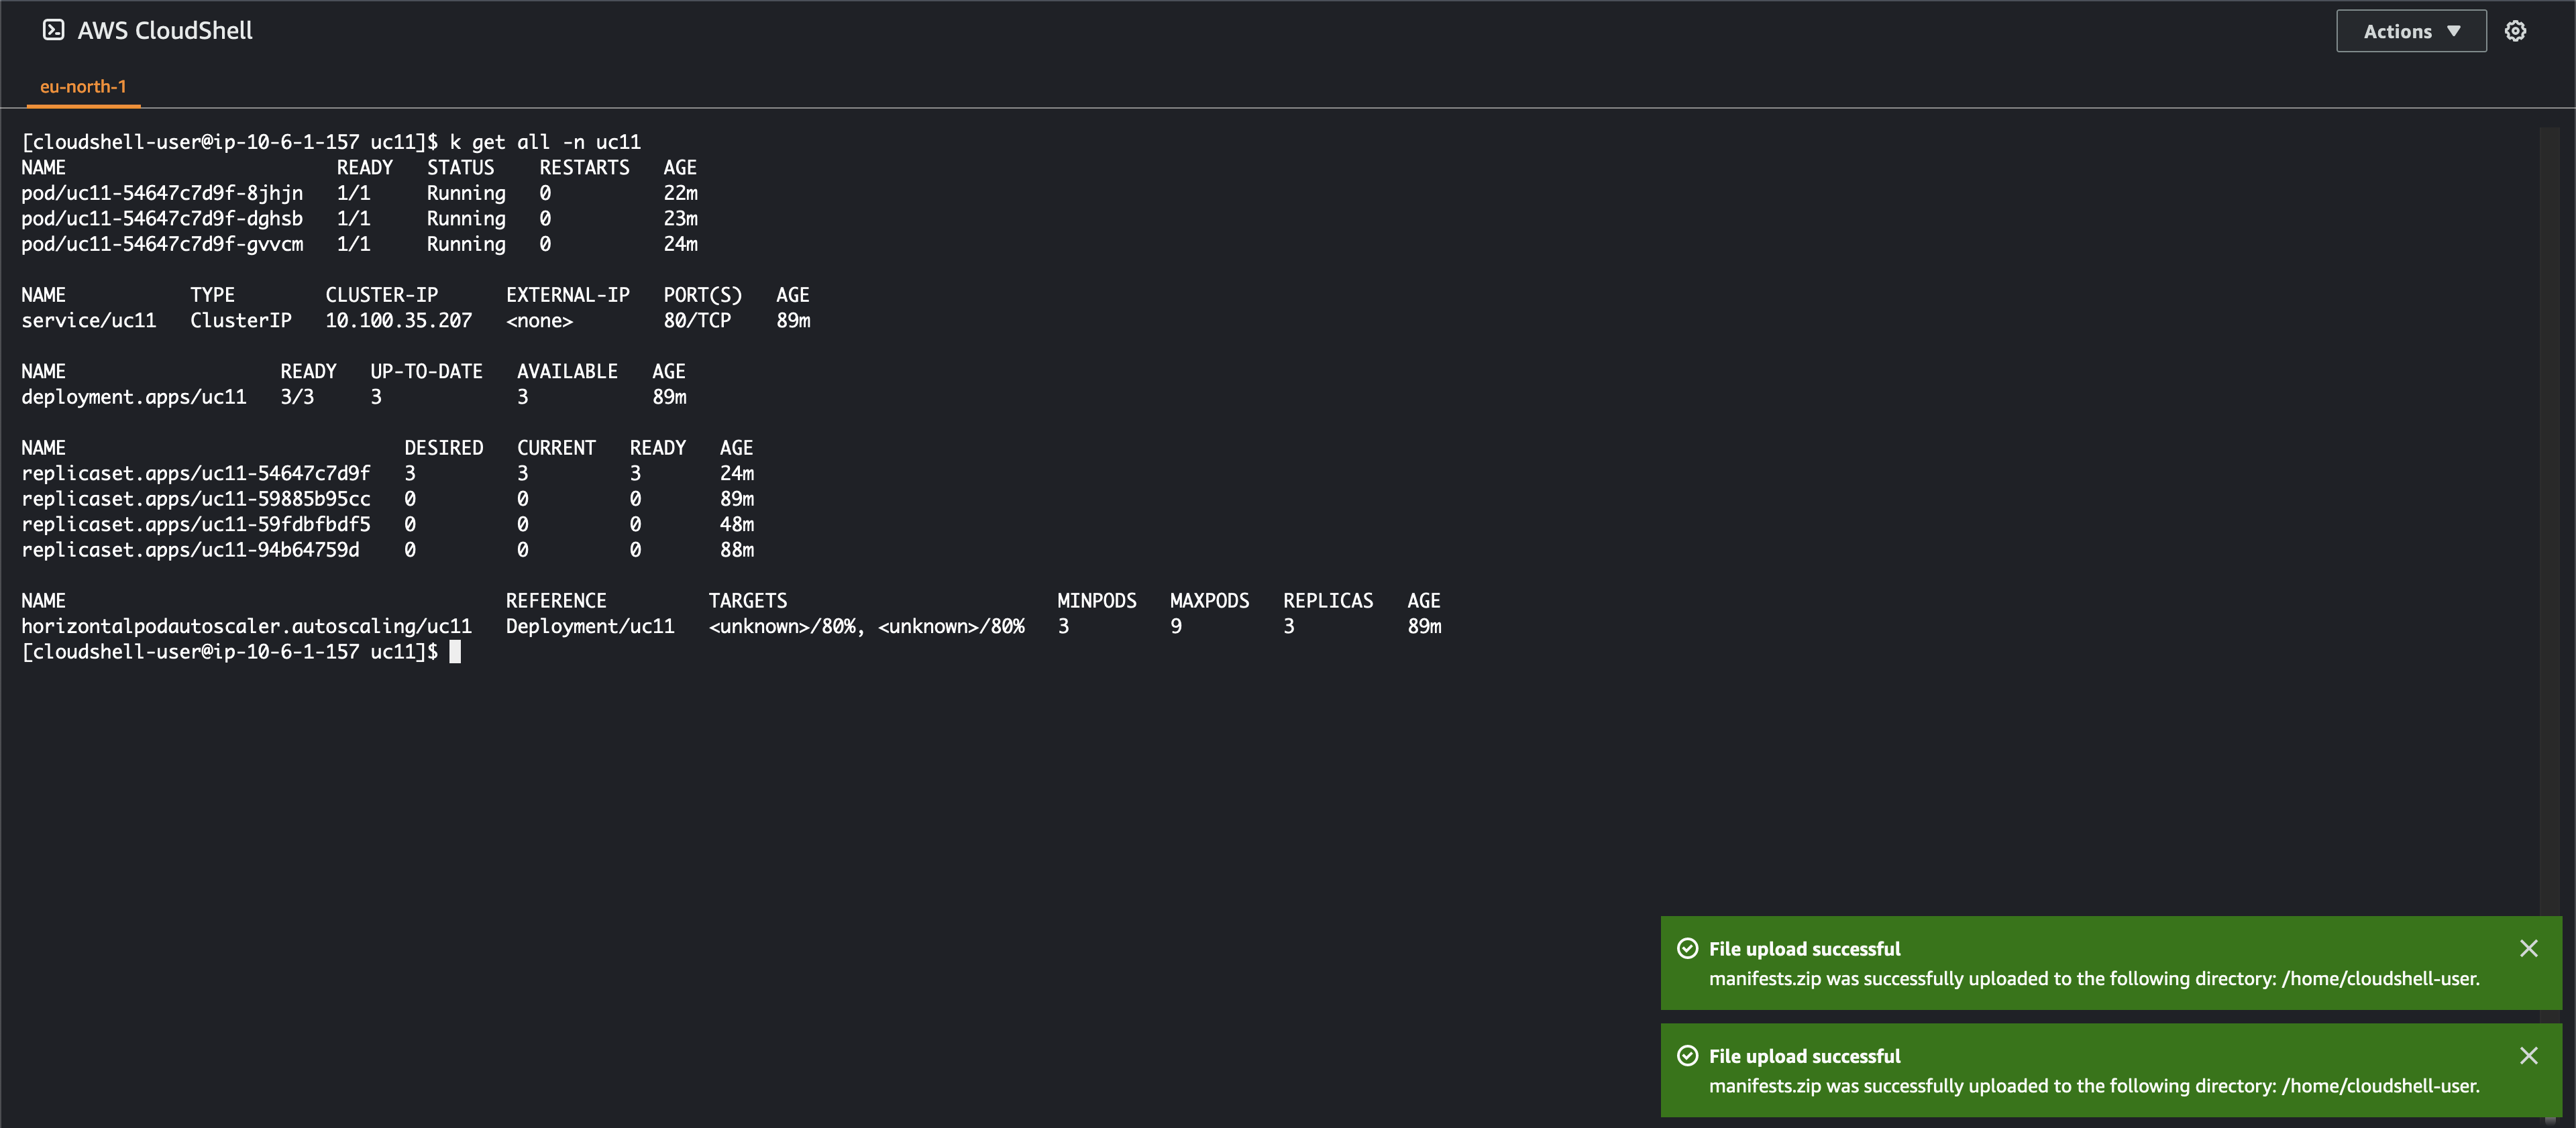 AWS CloudShell
Actions ▼
eu-north-1
[cloudshell-user@ip-10-6-1-157 uc11]$ k get all -n uc11
NAME                        READY   STATUS    RESTARTS   AGE
pod/uc11-54647c7d9f-8jhjn   1/1     Running   0          22m
pod/uc11-54647c7d9f-dghsb   1/1     Running   0          23m
pod/uc11-54647c7d9f-gvvcm   1/1     Running   0          24m
NAME           TYPE        CLUSTER-IP      EXTERNAL-IP   PORT(S)   AGE
service/uc11   ClusterIP   10.100.35.207   <none>        80/TCP    89m
NAME                   READY   UP-TO-DATE   AVAILABLE   AGE
deployment.apps/uc11   3/3     3            3           89m
NAME                              DESIRED   CURRENT   READY   AGE
replicaset.apps/uc11-54647c7d9f   3         3         3       24m
replicaset.apps/uc11-59885b95cc   0         0         0       89m
replicaset.apps/uc11-59fdbfbdf5   0         0         0       48m
replicaset.apps/uc11-94b64759d    0         0         0       88m
NAME                                       REFERENCE         TARGETS                        MINPODS   MAXPODS   REPLICAS   AGE
horizontalpodautoscaler.autoscaling/uc11   Deployment/uc11   <unknown>/80%, <unknown>/80%   3         9         3          89m
[cloudshell-user@ip-10-6-1-157 uc11]$
File upload successful
manifests.zip was successfully uploaded to the following directory: /home/cloudshell-user.
File upload successful
manifests.zip was successfully uploaded to the following directory: /home/cloudshell-user.